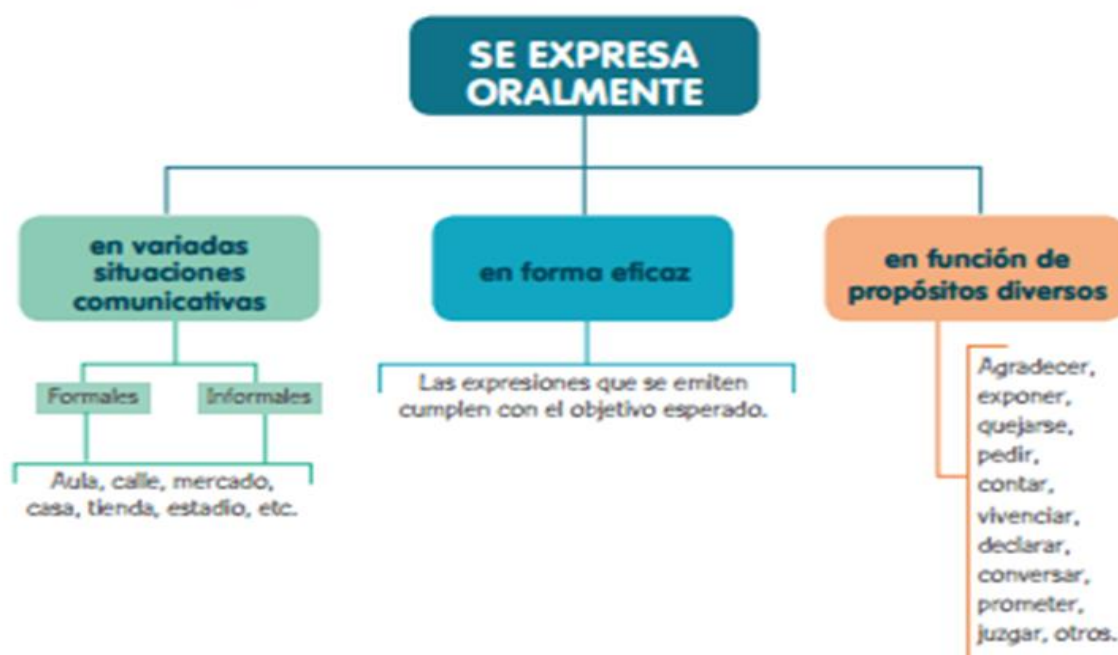 SE EXPRESA
ORALMENTE
en variadas
situaciones
comunicativas
Formales
Informales
Aula, calle, mercado,
casa, tienda, estadio, etc.
en forma eficaz
Las expresiones que se emiten
cumplen con el objetivo esperado.
en función de
propósitos diversos
Agradecer,
exponer,
quejarse,
pedir,
contar,
vivenciar,
declarar,
conversar,
prometer,
juzgar, otros.